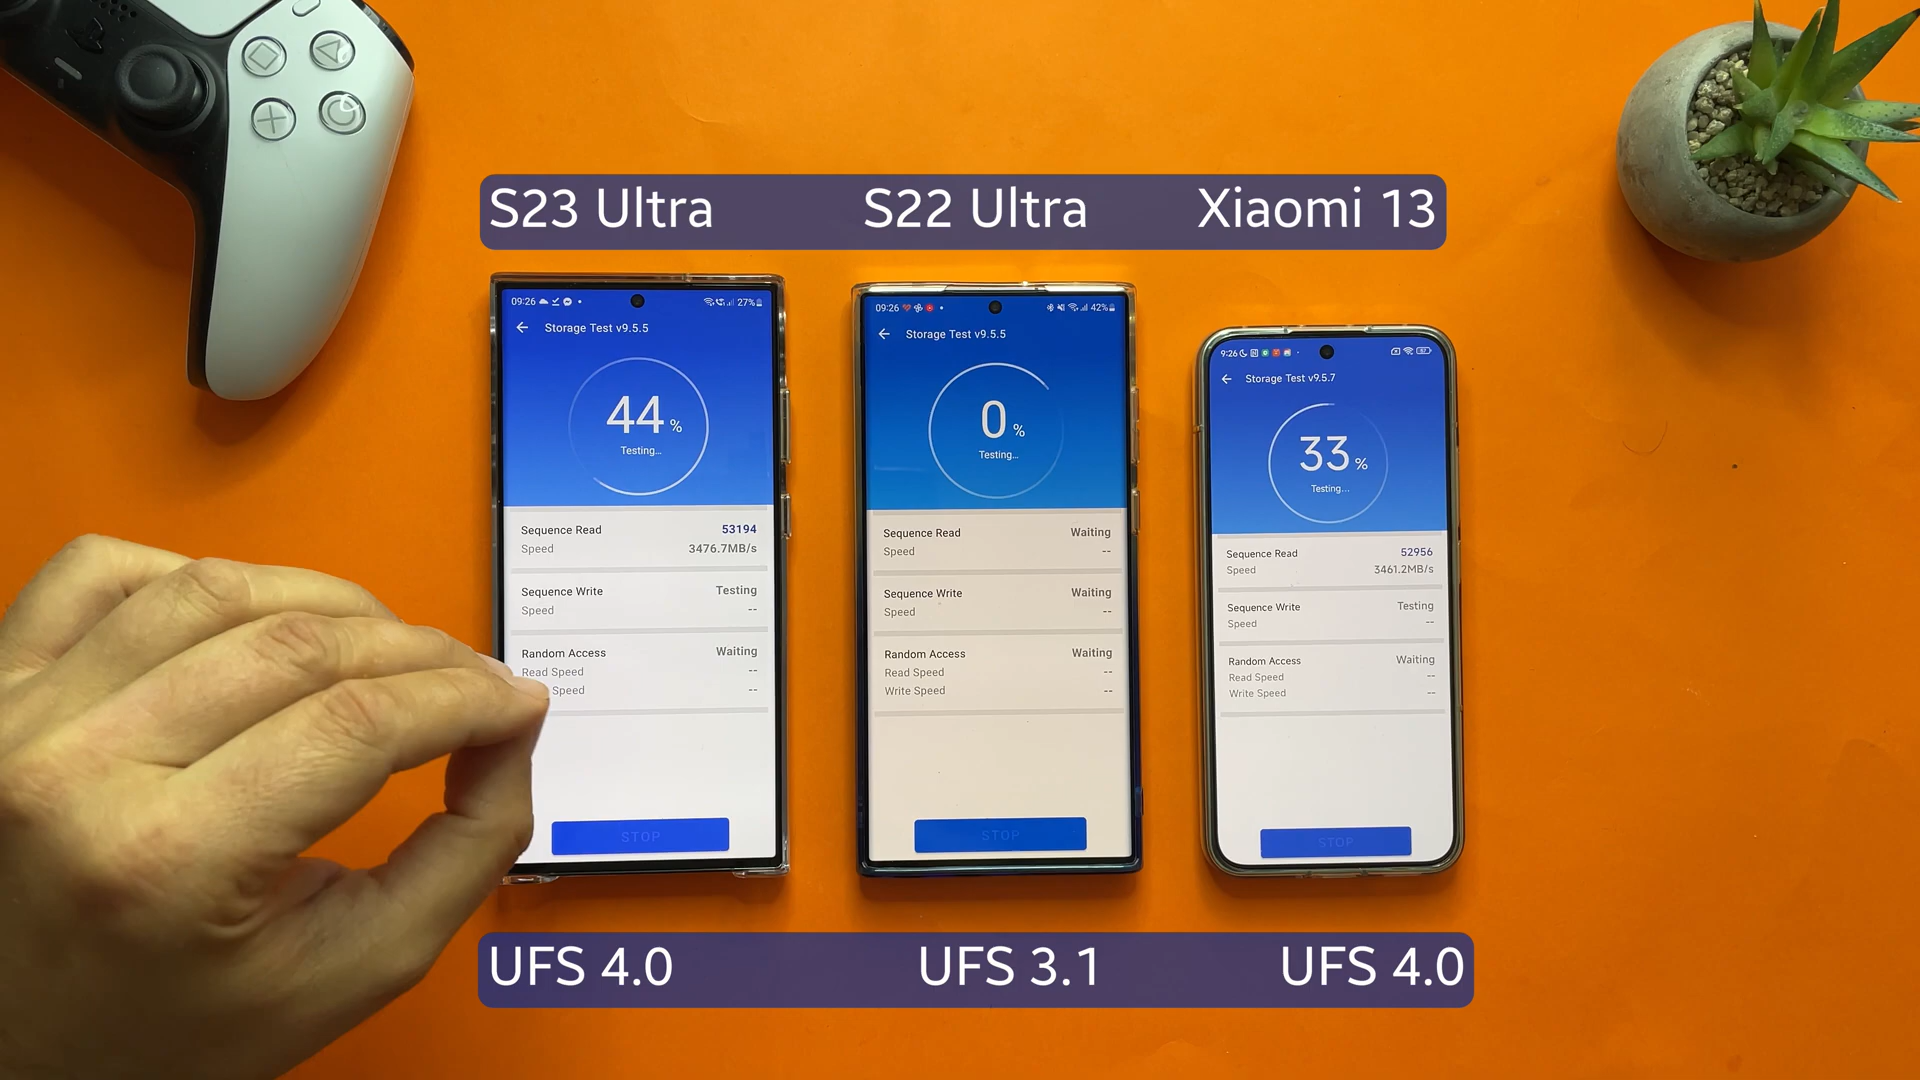 S23 Ultra S22 Ultra Xiaomi 13
09:26 27%
Storage Test v9.5.5
44 %
Testing...
Sequence Read 53194
Speed 3476.7MB/s
Sequence Write Testing
Speed --
Random Access Waiting
Read Speed --
Speed --
STOP
09:26 42%
Storage Test v9.5.5
0 %
Testing...
Sequence Read Waiting
Speed --
Sequence Write Waiting
Speed --
Random Access Waiting
Read Speed --
Write Speed --
STOP
9:26
Storage Test v9.5.7
33 %
Testing...
Sequence Read 52956
Speed 3461.2MB/s
Sequence Write Testing
Speed --
Random Access Waiting
Read Speed --
Write Speed --
STOP
UFS 4.0 UFS 3.1 UFS 4.0